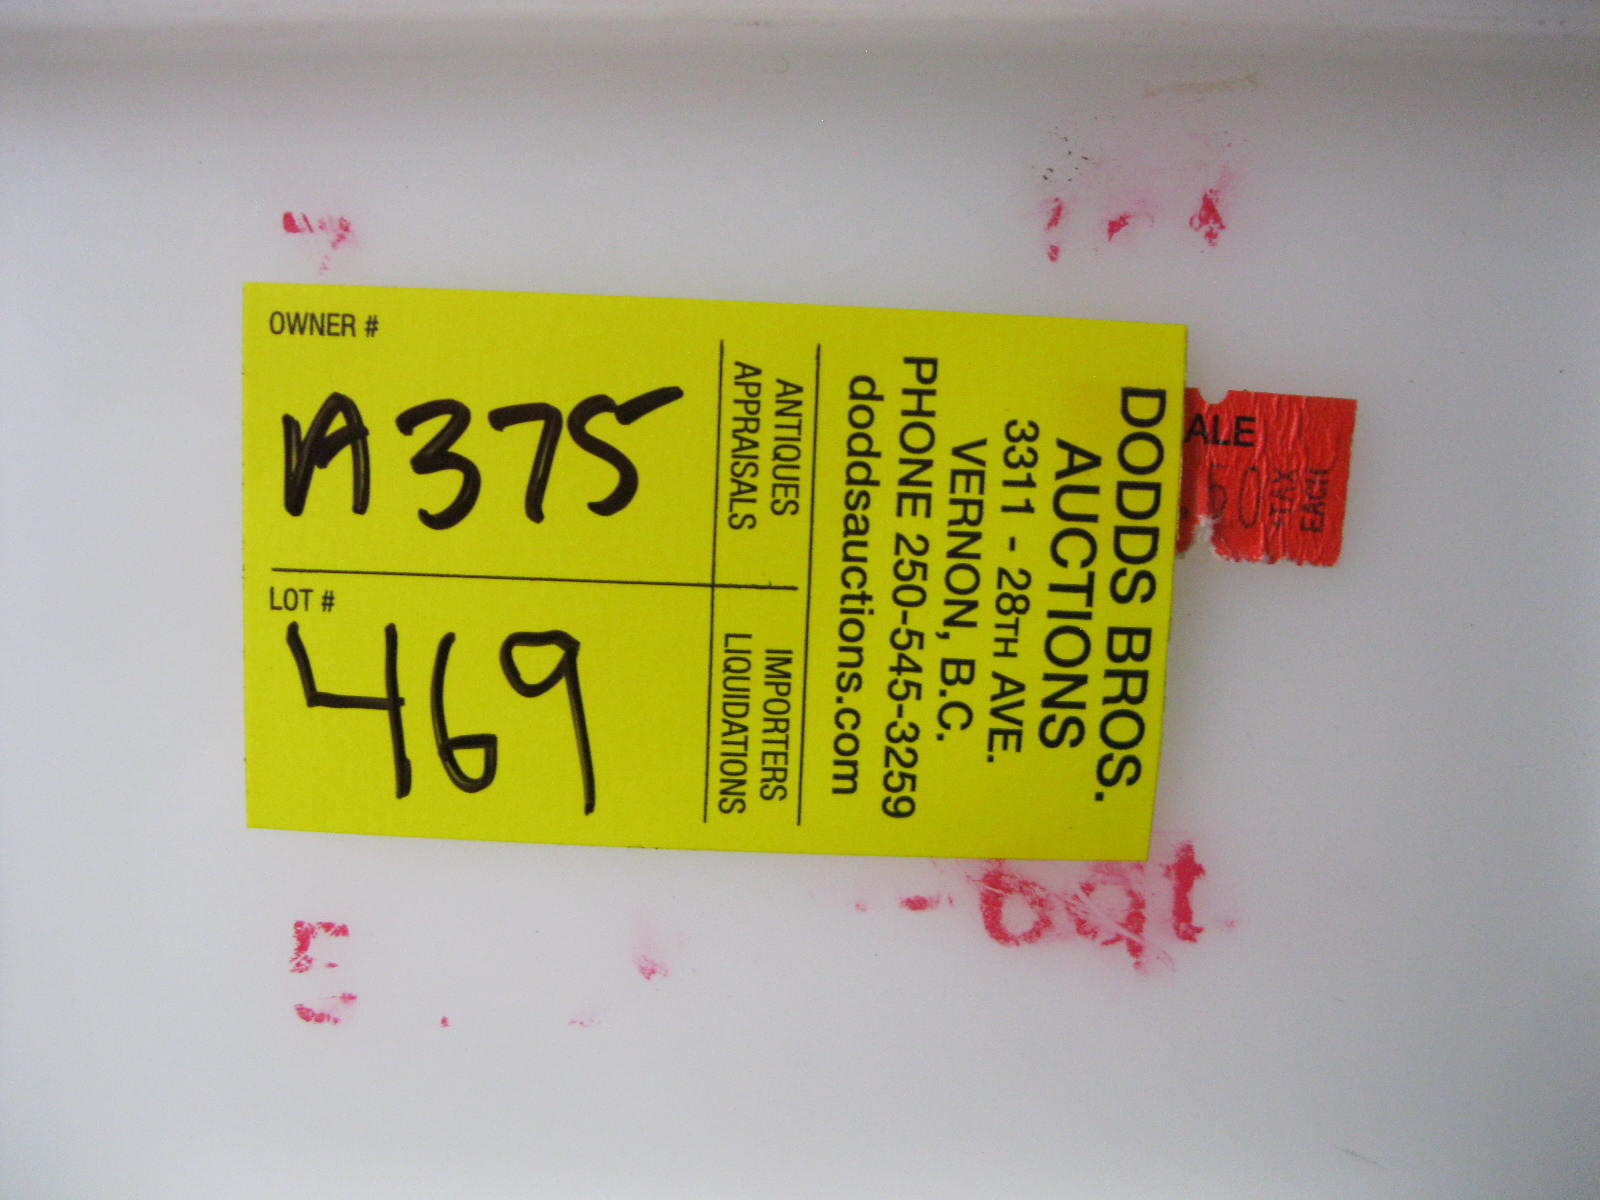 DODDS BROS.
AUCTIONS
3311 - 28TH AVE.
VERNON, B.C.
PHONE 250-545-3259
doddsauctions.com
ANTIQUES
APPRAISALS
IMPORTERS
LIQUIDATIONS
OWNER #
A375
LOT #
469
ALE
EACH